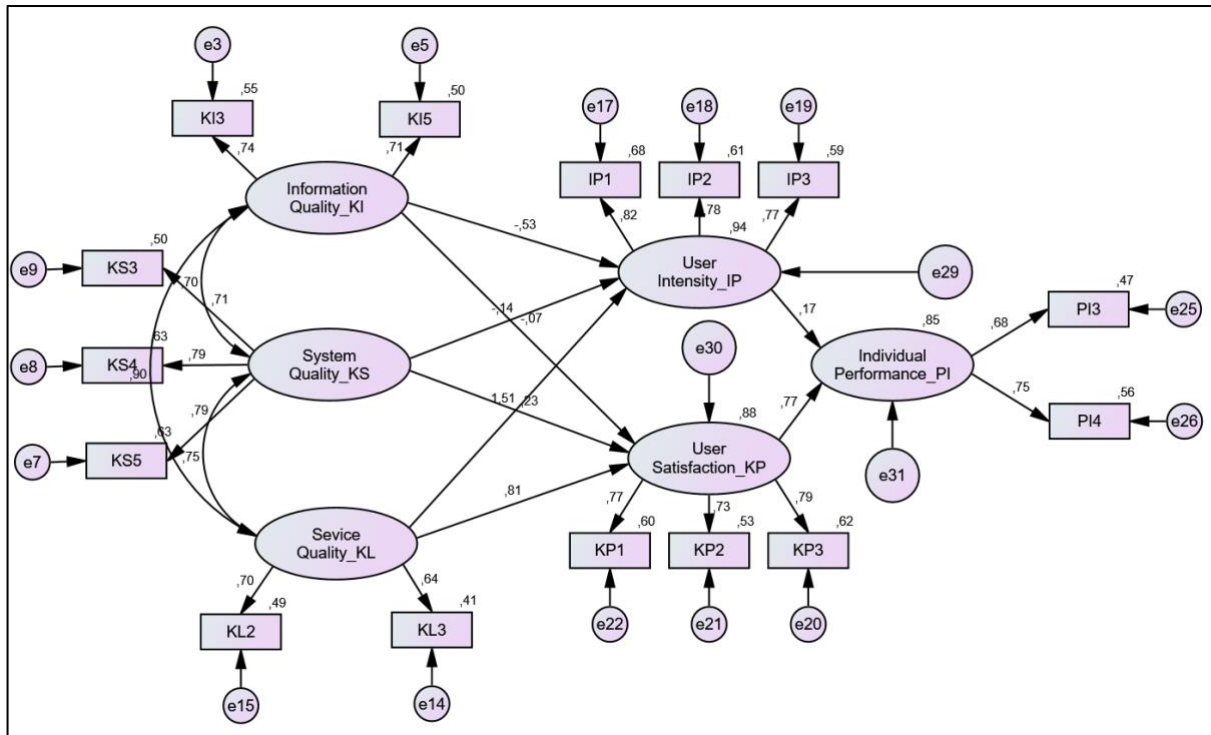 e3
e5
,55
,50
KI3
KI5
,74
,71
Information
Quality_KI
e17
e18
e19
,68
,61
,59
IP1
IP2
IP3
,82
,78
,77
,94
User
Intensity_IP
e29
-,53
e9
,50
KS3
,70
,71
-,14
-,07
,17
,47
PI3
e25
,68
,85
Individual
Performance_PI
e30
,63
e8
KS4
,79
,90
System
Quality_KS
,75
,56
PI4
e26
e31
,77
1,51
,23
,88
User
Satisfaction_KP
,79
,63
e7
KS5
,75
,81
,77
,73
,79
,60
,53
,62
KP1
KP2
KP3
e22
e21
e20
Sevice
Quality_KL
,70
,64
,49
,41
KL2
KL3
e15
e14